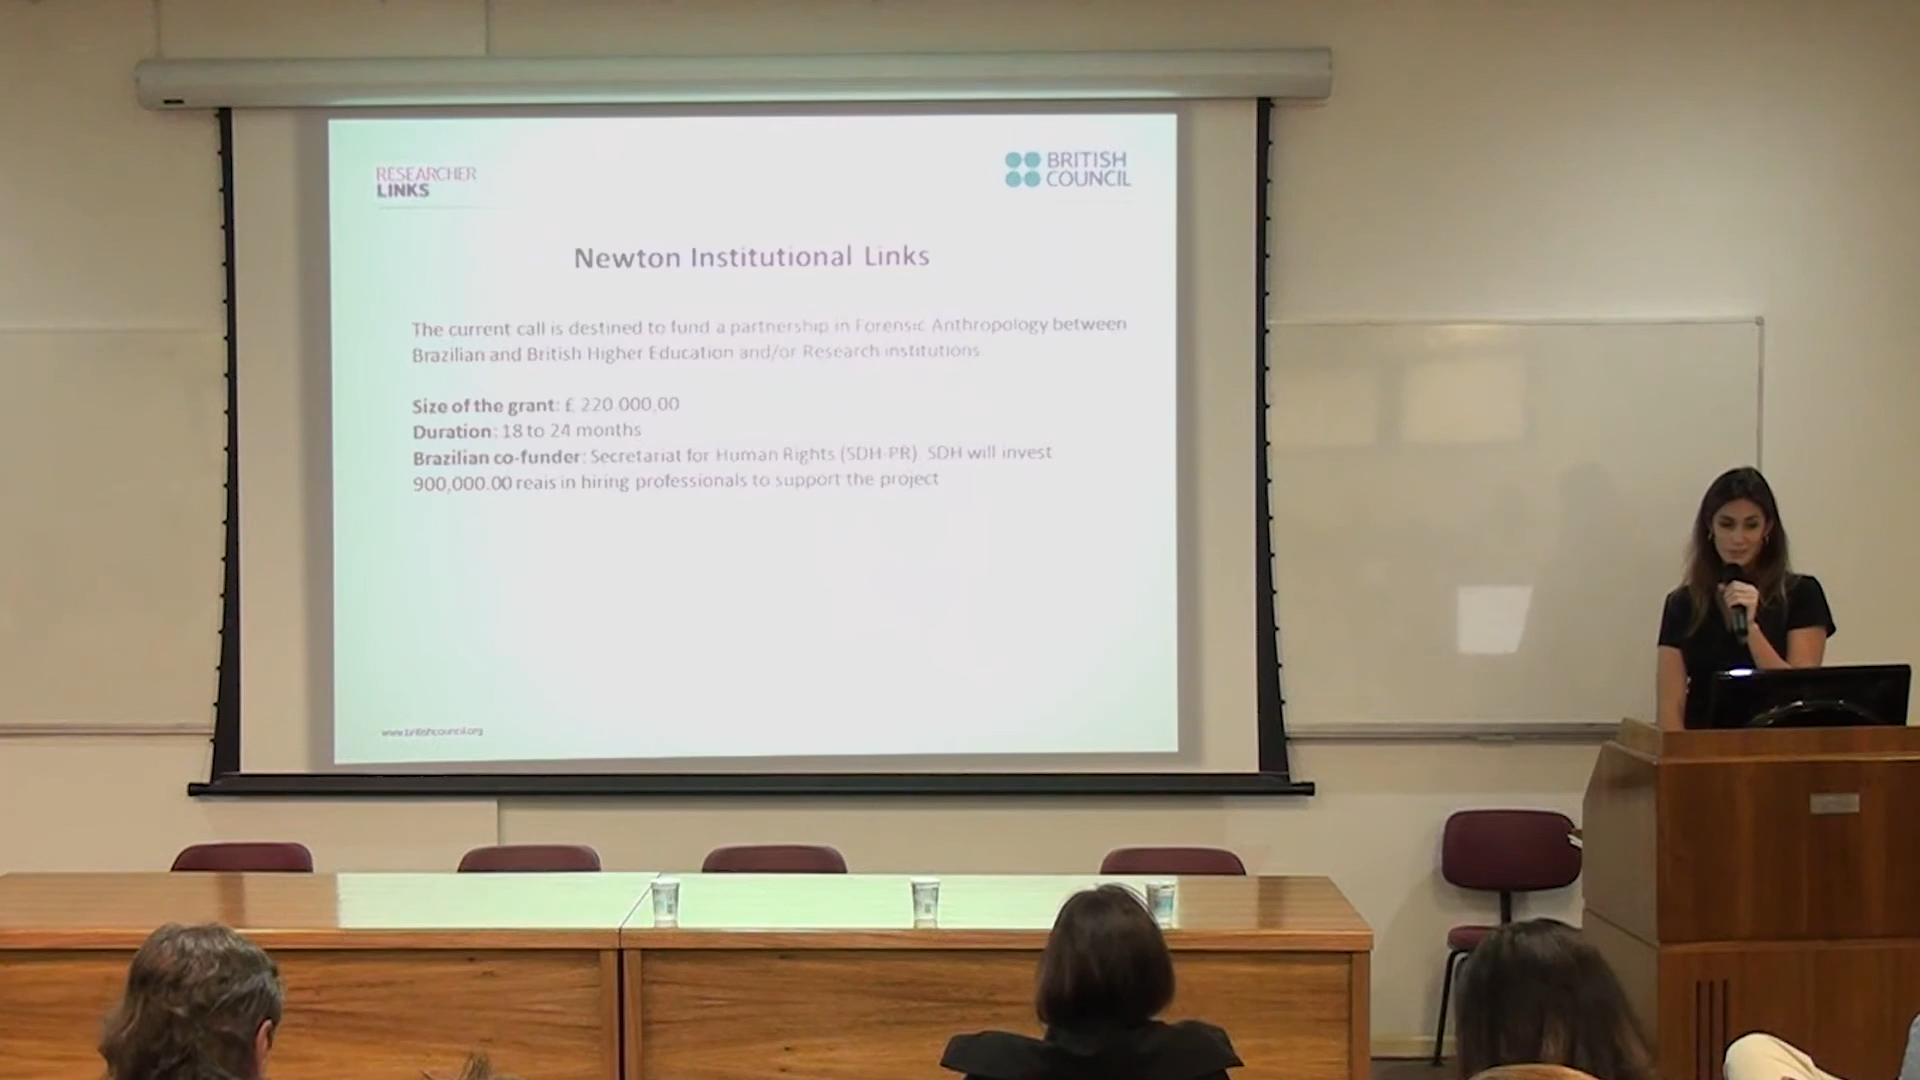 RESEARCHER
LINKS
BRITISH
COUNCIL
Newton Institutional Links
The current call is destined to fund a partnership in Forensic Anthropology between
Brazilian and British Higher Education and/or Research institutions
Size of the grant: £ 220.000,00
Duration: 18 to 24 months
Brazilian co-funder: Secretariat for Human Rights (SDH-PR). SDH will invest
900,000.00 reais in hiring professionals to support the project
www.britishcouncil.org